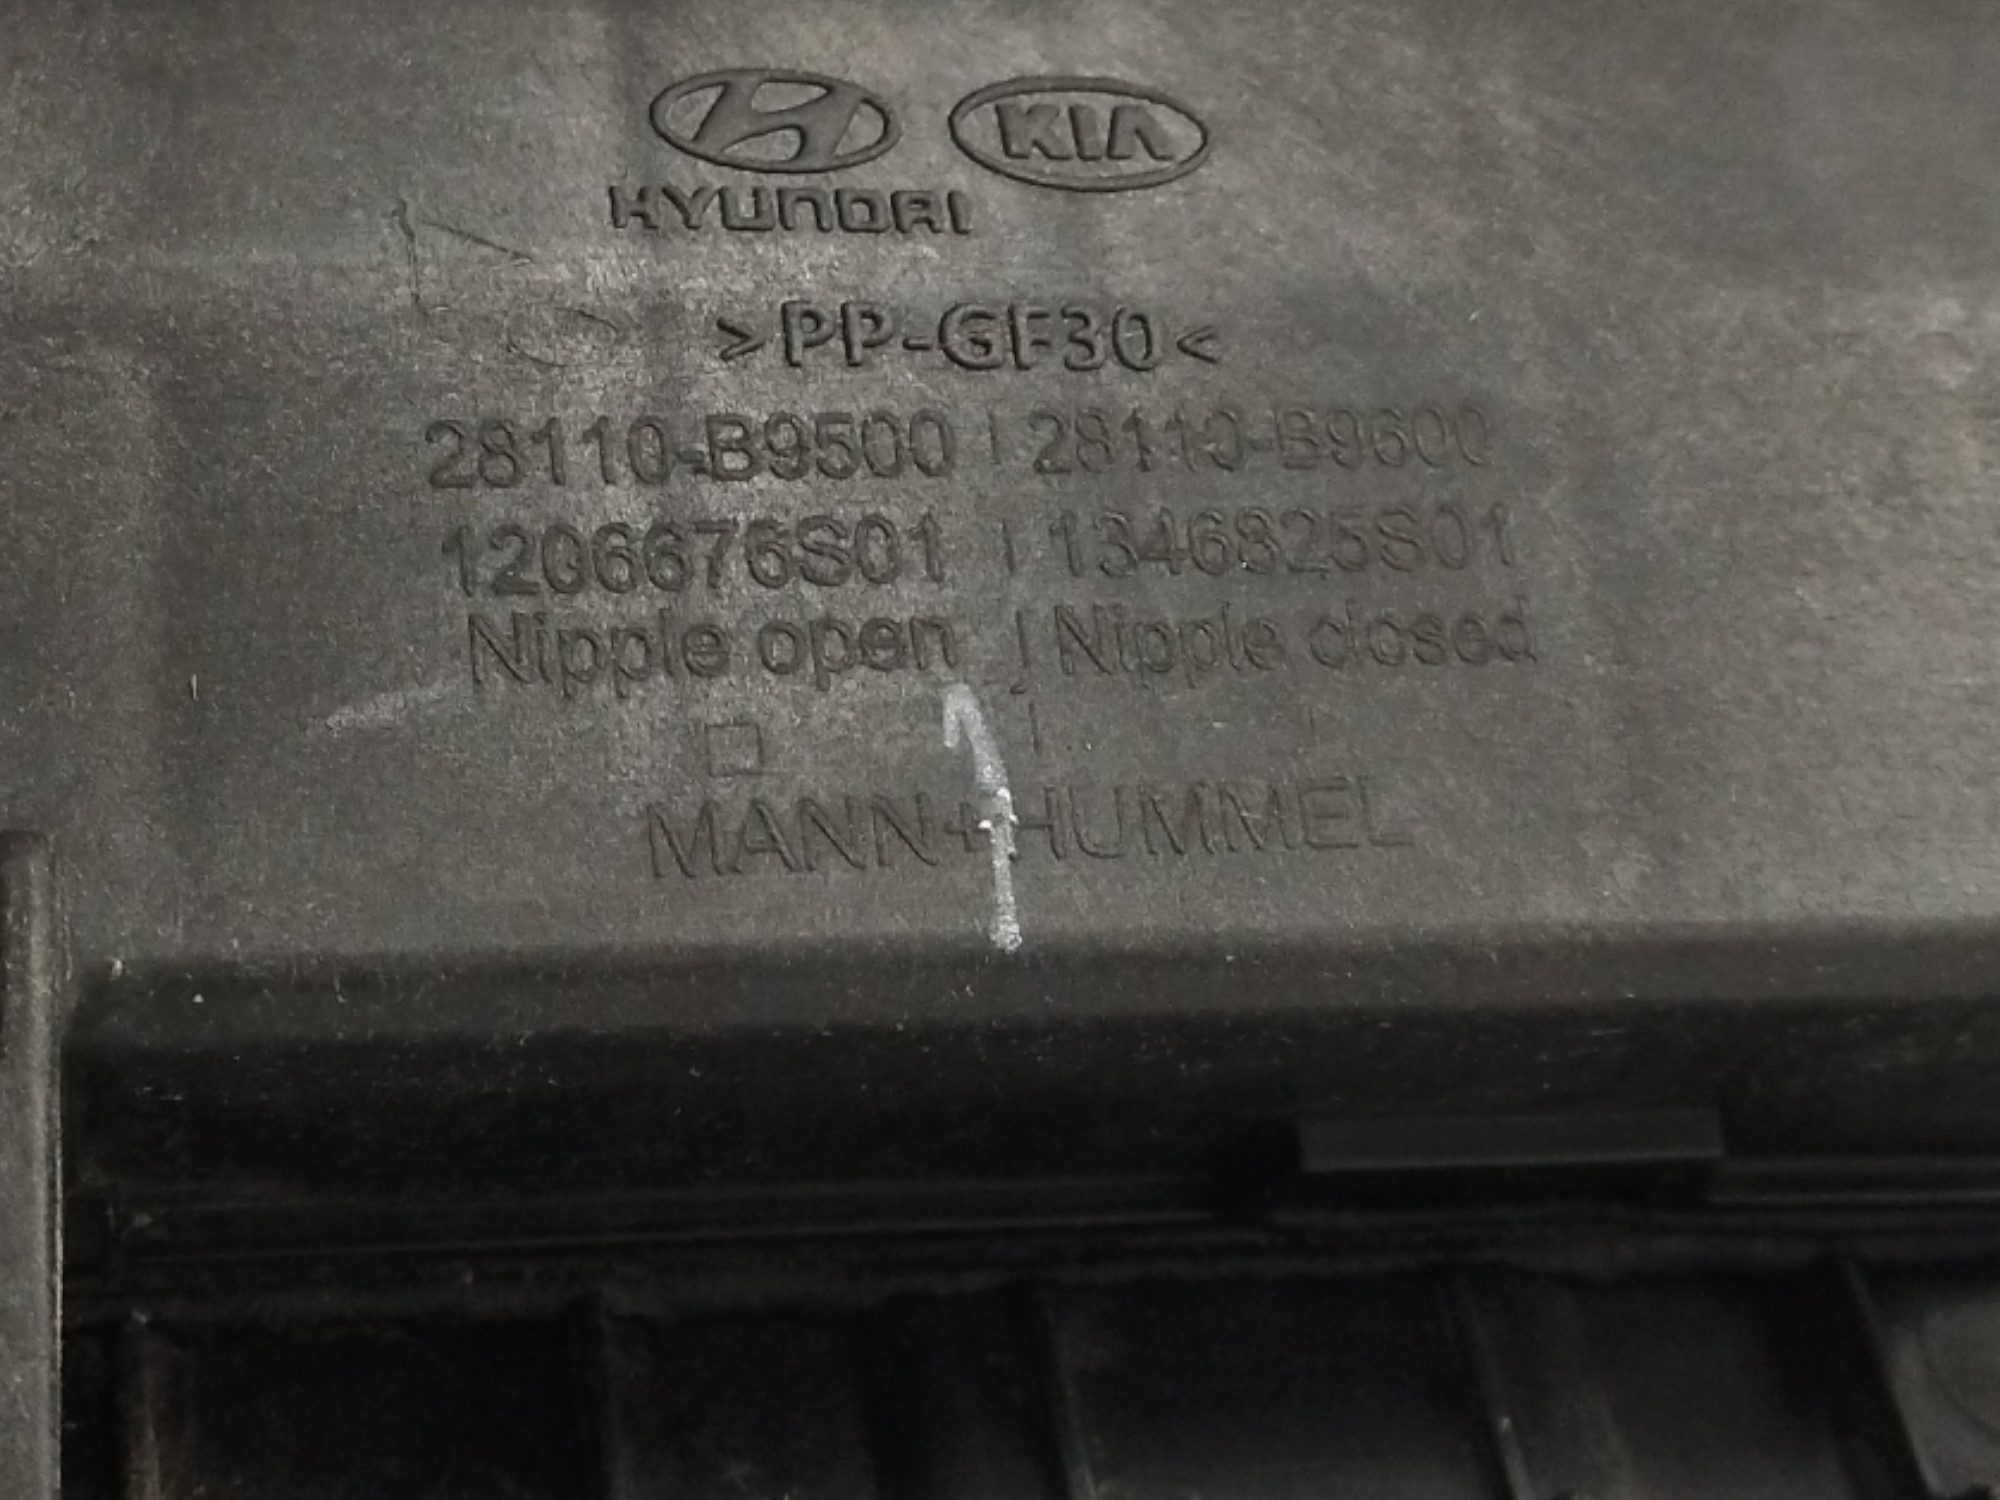 KIA
HYUNDAI
>PP-GF30<
28110-B9500 | 28110-B9600
1206676S01 | 1346825S01
Nipple open | Nipple closed
MANN+HUMMEL